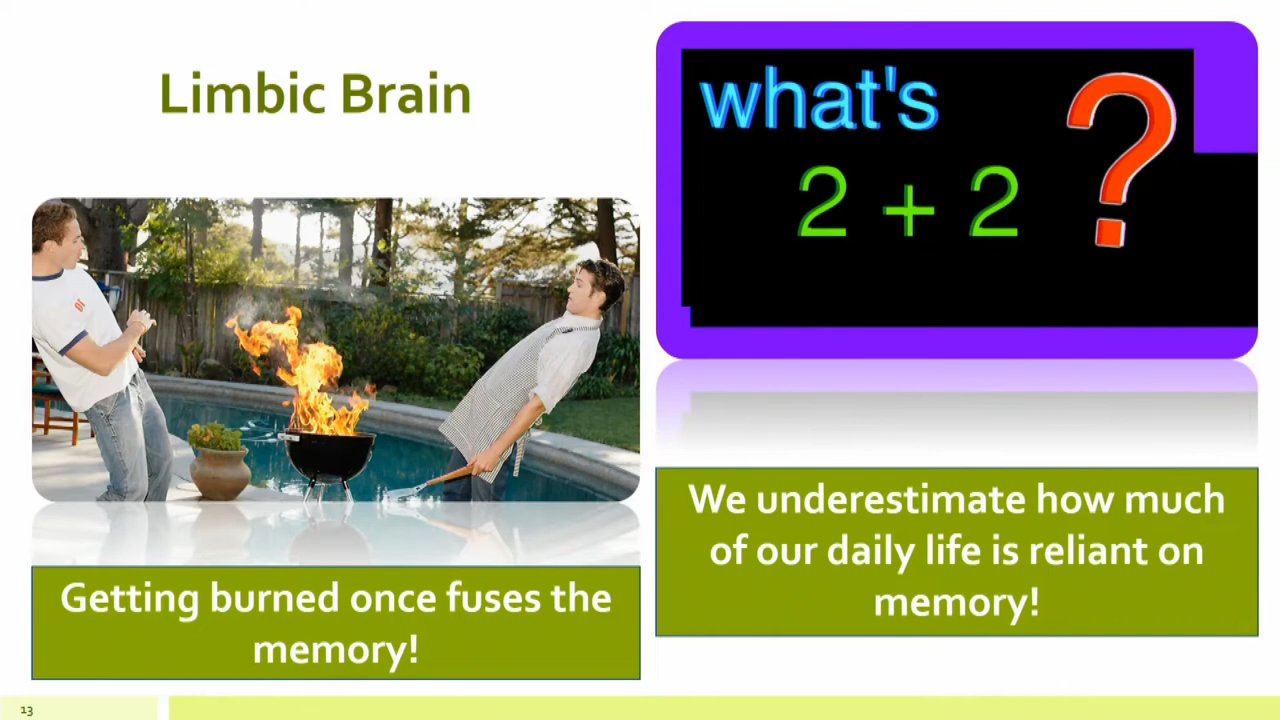 Limbic Brain
what's
2 + 2 ?
Getting burned once fuses the
memory!
We underestimate how much
of our daily life is reliant on
memory!
13